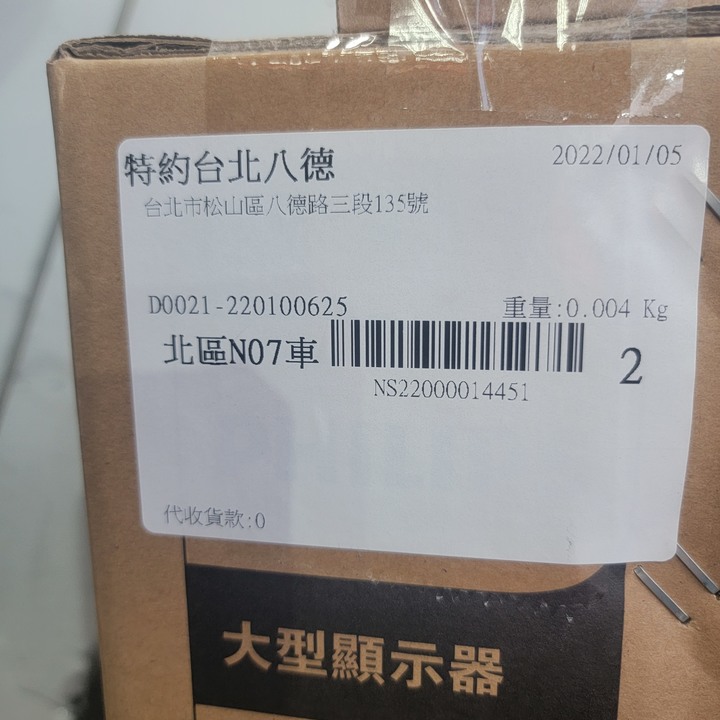 特約台北八德
2022/01/05
台北市松山區八德路三段135號
D0021-220100625
重量:0.004 Kg
北區N07車
2
NS22000014451
代收貨款:0
大型顯示器